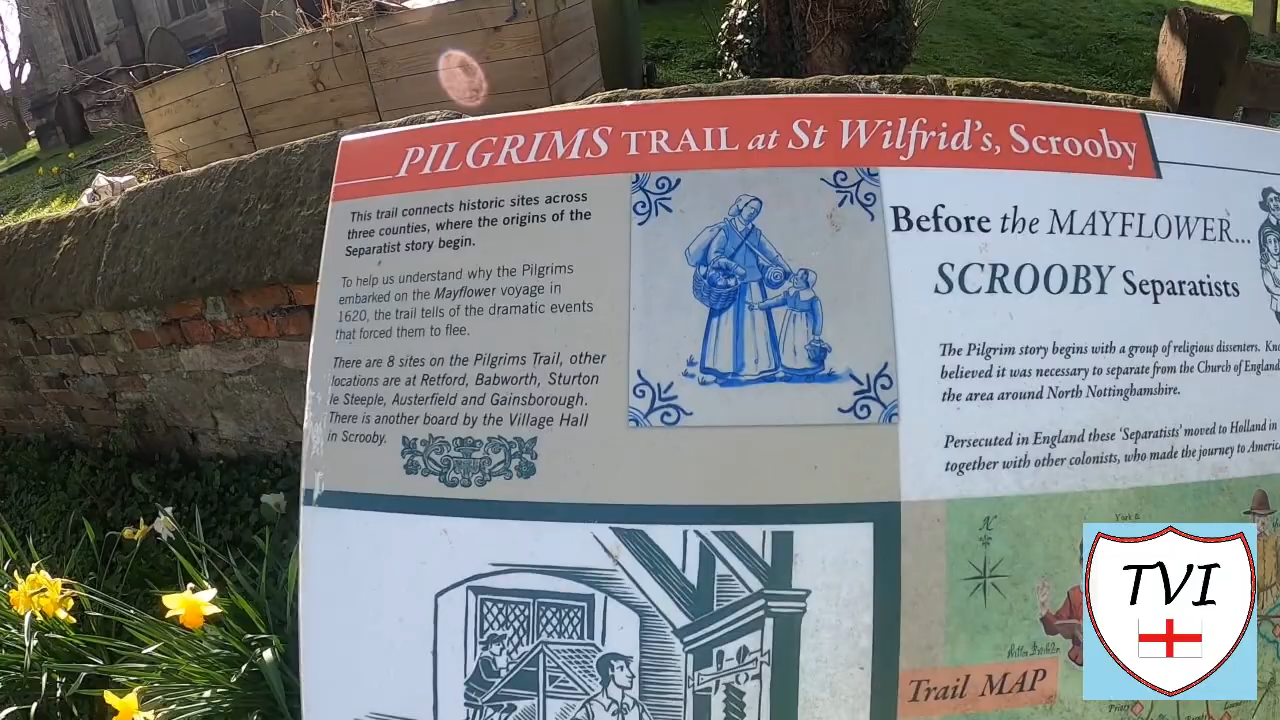 PILGRIMS TRAIL at St Wilfrid's, Scrooby
This trail connects historic sites across
three counties, where the origins of the
Separatist story begin.
To help us understand why the Pilgrims
embarked on the Mayflower voyage in
1620, the trail tells of the dramatic events
that forced them to flee.
There are 8 sites on the Pilgrims Trail, other
locations are at Retford, Babworth, Sturton
le Steeple, Austerfield and Gainsborough.
There is another board by the Village Hall
in Scrooby.
Before the MAYFLOWER...
SCROOBY Separatists
The Pilgrim story begins with a group of religious dissenters.
believed it was necessary to separate from the Church of England
the area around North Nottinghamshire.
Persecuted in England these 'Separatists' moved to Holland in
together with other colonists, who made the journey to
N
York &
Trail MAP
TVI